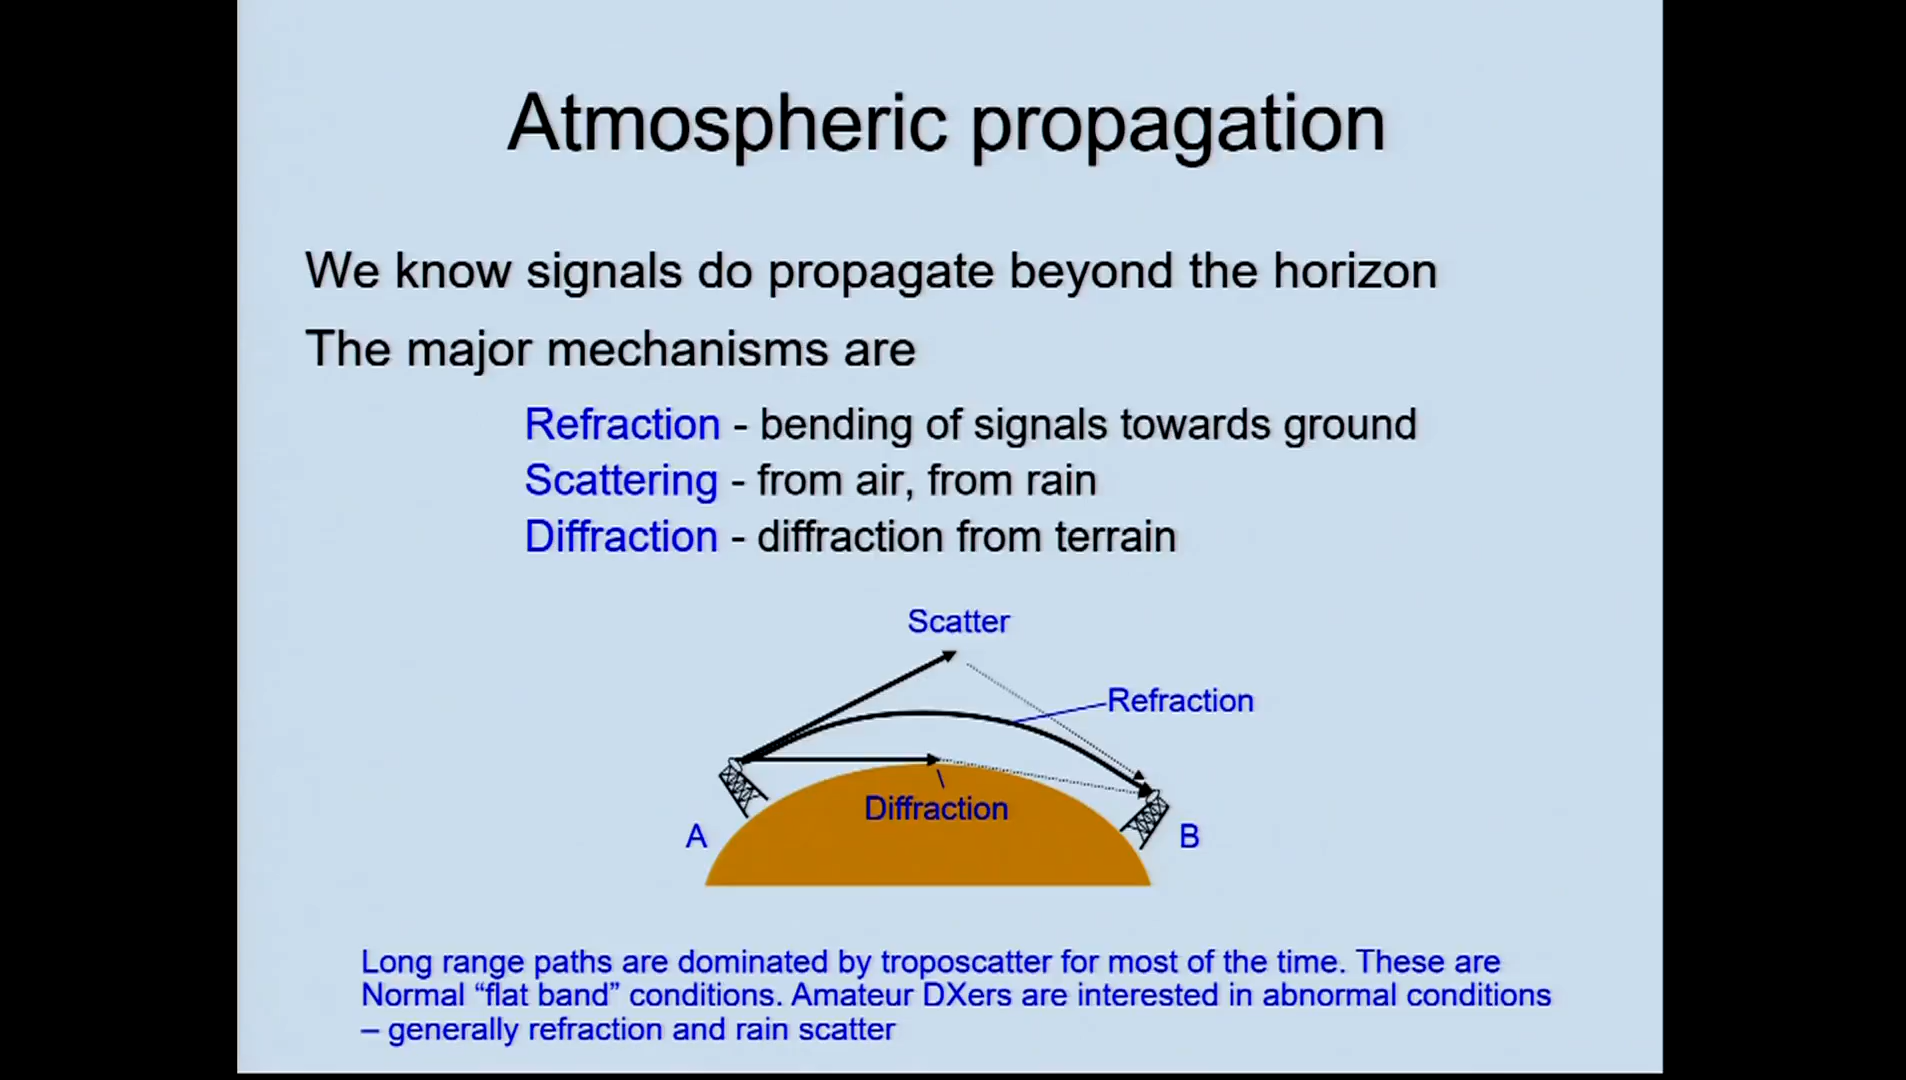 Atmospheric propagation
We know signals do propagate beyond the horizon
The major mechanisms are
Refraction - bending of signals towards ground
Scattering - from air, from rain
Diffraction - diffraction from terrain
Scatter
Refraction
Diffraction
A
B
Long range paths are dominated by troposcatter for most of the time. These are
Normal “flat band” conditions. Amateur DXers are interested in abnormal conditions
– generally refraction and rain scatter